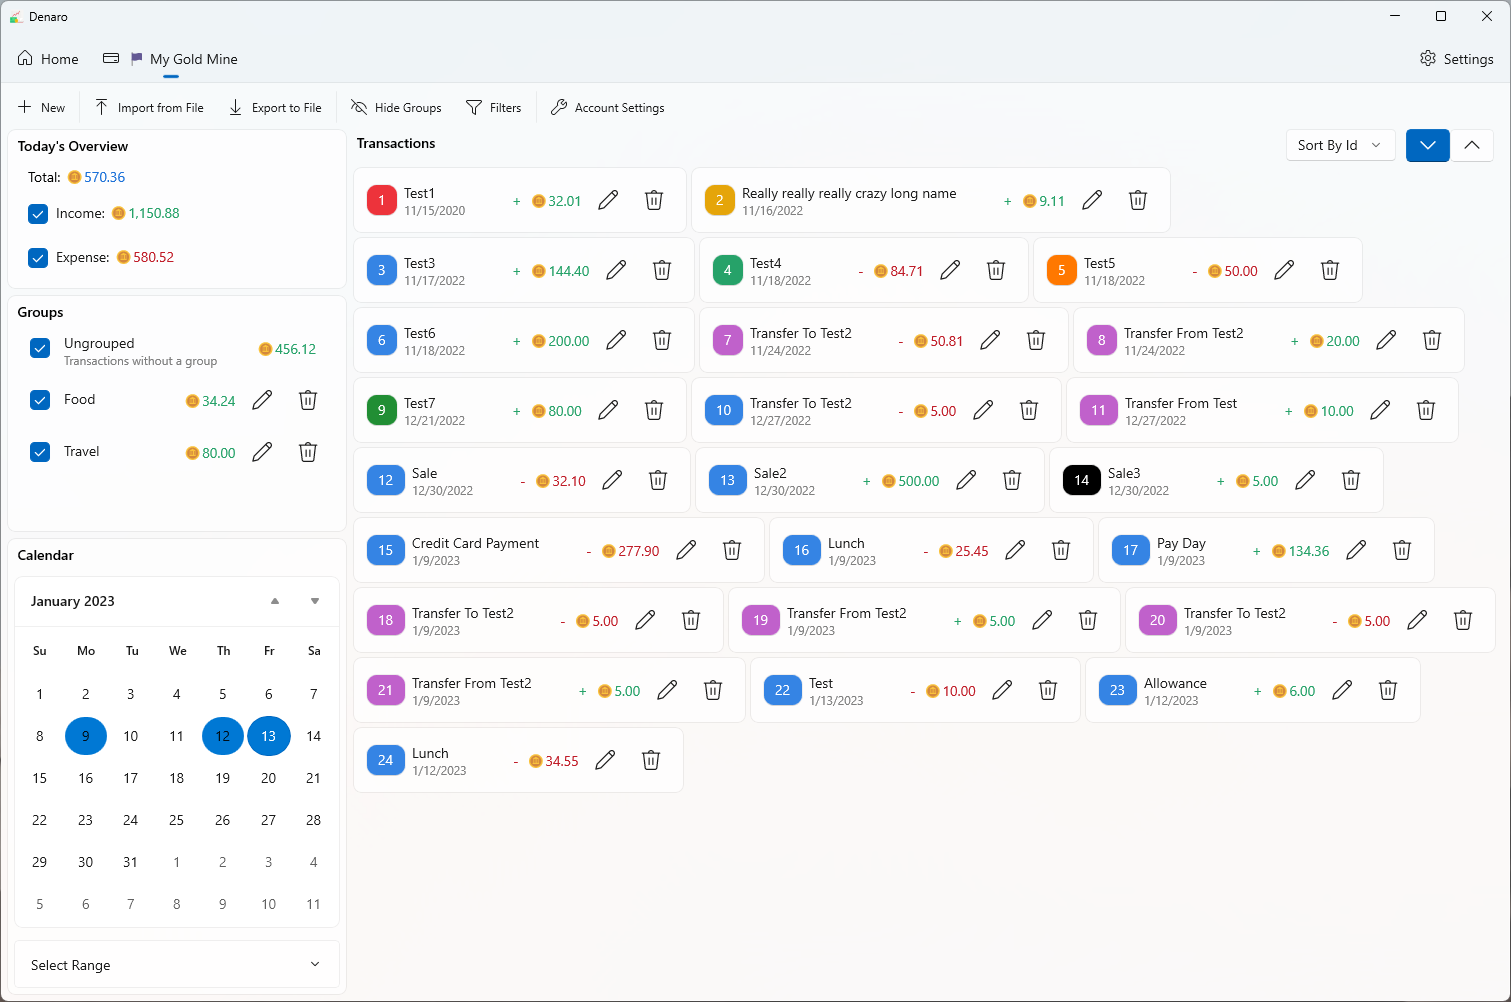 Denaro
Home
My Gold Mine
Settings
New
Import from File
Export to File
Hide Groups
Filters
Account Settings
Today's Overview
Total: 570.36
Income: 1,150.88
Expense: 580.52
Groups
Ungrouped 456.12
Transactions without a group
Food 34.24
Travel 80.00
Calendar
January 2023
Su Mo Tu We Th Fr Sa
1 2 3 4 5 6 7
8 9 10 11 12 13 14
15 16 17 18 19 20 21
22 23 24 25 26 27 28
29 30 31 1 2 3 4
5 6 7 8 9 10 11
Select Range
Transactions
Sort By Id
1 Test1 + 32.01
11/15/2020
2 Really really really crazy long name + 9.11
11/16/2022
3 Test3 + 144.40
11/17/2022
4 Test4 - 84.71
11/18/2022
5 Test5 - 50.00
11/18/2022
6 Test6 + 200.00
11/18/2022
7 Transfer To Test2 - 50.81
11/24/2022
8 Transfer From Test2 + 20.00
11/24/2022
9 Test7 + 80.00
12/21/2022
10 Transfer To Test2 - 5.00
12/27/2022
11 Transfer From Test + 10.00
12/27/2022
12 Sale - 32.10
12/30/2022
13 Sale2 + 500.00
12/30/2022
14 Sale3 + 5.00
12/30/2022
15 Credit Card Payment - 277.90
1/9/2023
16 Lunch - 25.45
1/9/2023
17 Pay Day + 134.36
1/9/2023
18 Transfer To Test2 - 5.00
1/9/2023
19 Transfer From Test2 + 5.00
1/9/2023
20 Transfer To Test2 - 5.00
1/9/2023
21 Transfer From Test2 + 5.00
1/9/2023
22 Test - 10.00
1/13/2023
23 Allowance + 6.00
1/12/2023
24 Lunch - 34.55
1/12/2023